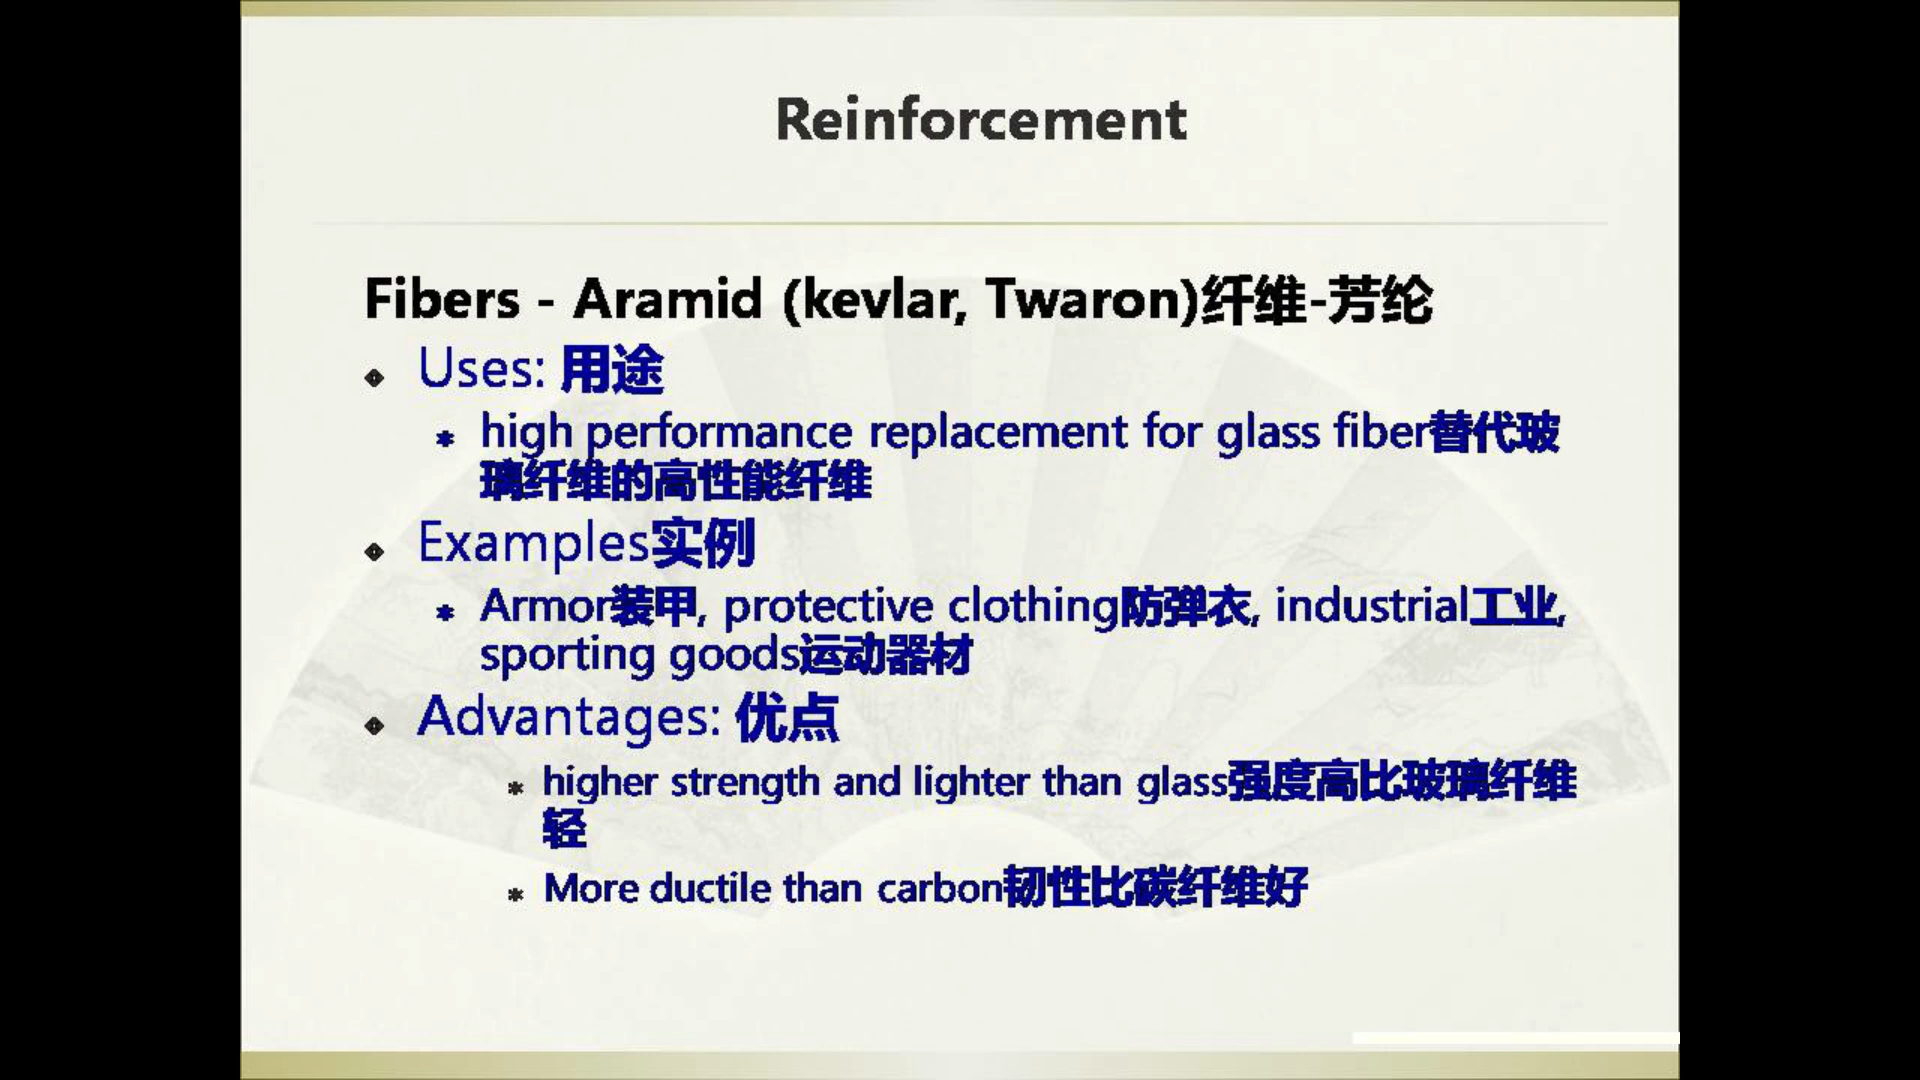 Reinforcement
Fibers - Aramid (kevlar, Twaron)纤维-芳纶
Uses: 用途
high performance replacement for glass fiber替代玻
璃纤维的高性能纤维
Examples实例
Armor装甲, protective clothing防弹衣, industrial工业,
sporting goods运动器材
Advantages: 优点
higher strength and lighter than glass强度高比玻璃纤维
轻
More ductile than carbon韧性比碳纤维好